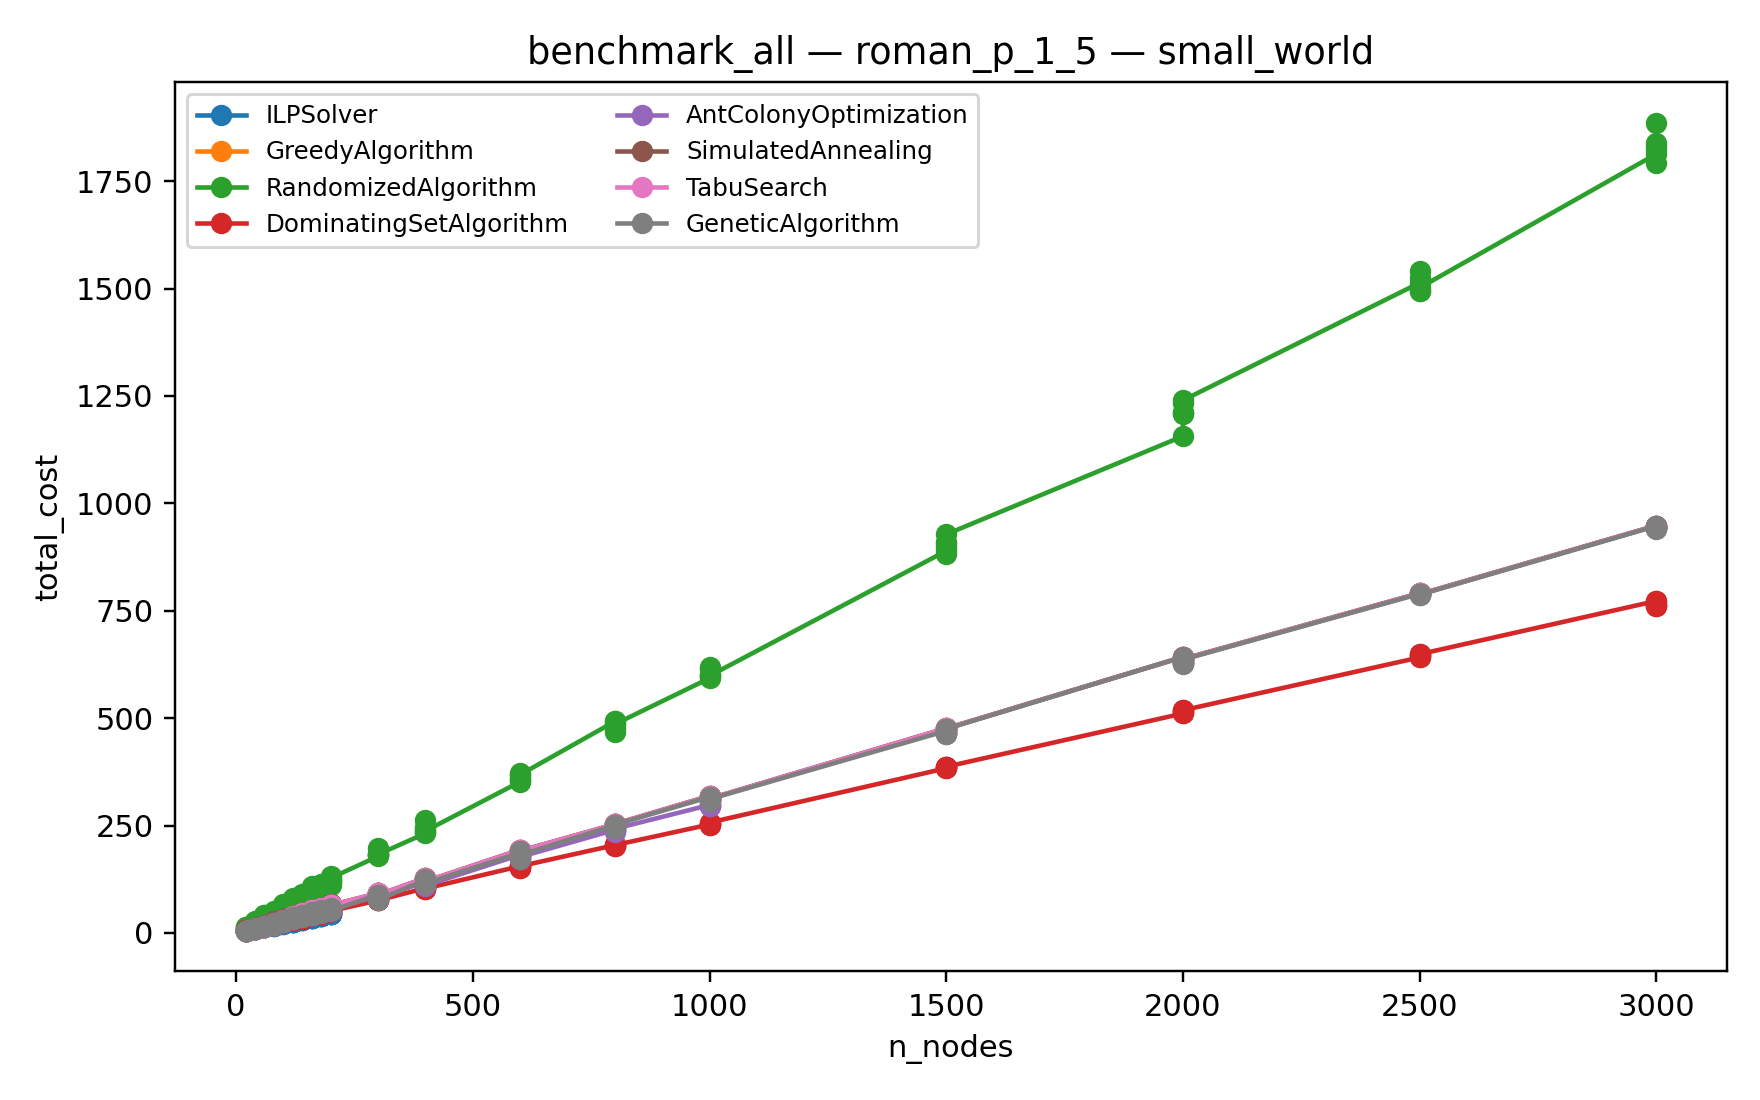 benchmark_all — roman_p_1_5 — small_world
ILPSolver
GreedyAlgorithm
RandomizedAlgorithm
DominatingSetAlgorithm
AntColonyOptimization
SimulatedAnnealing
TabuSearch
GeneticAlgorithm
total_cost
1750
1500
1250
1000
750
500
250
0
0 500 1000 1500 2000 2500 3000
n_nodes